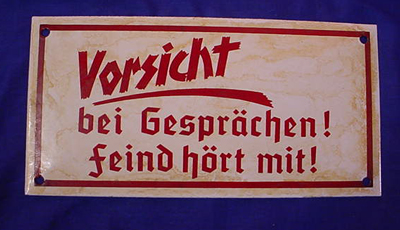 Vorsicht
bei Gesprächen!
Feind hört mit!